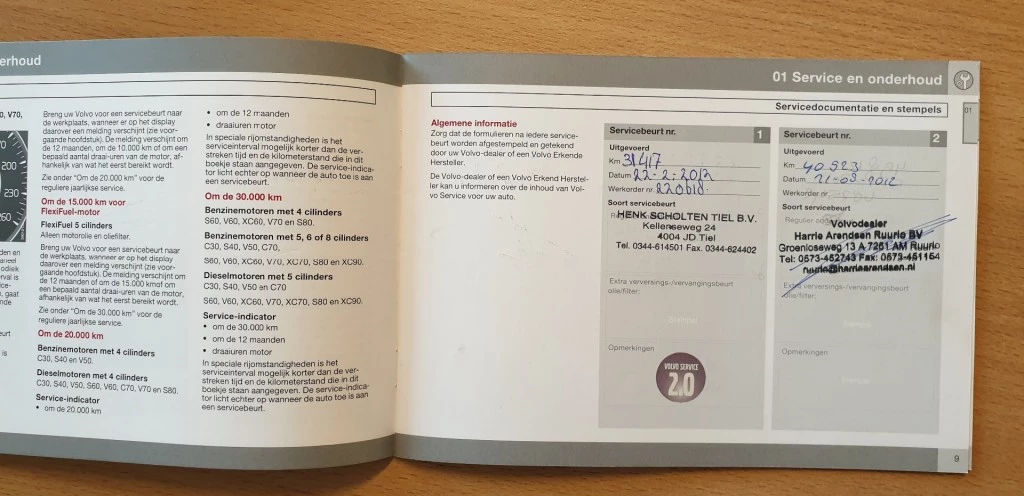 erhoud
0, V70,
200
230
260
Breng uw Volvo voor een servicebeurt naar
de werkplaats, wanneer er op het display
daarover een melding verschijnt (zie voor-
gaande hoofdstuk). De melding verschijnt om
de 12 maanden, om de 10.000 km of om een
bepaald aantal draai-uren van de motor, af-
hankelijk van wat het eerst bereikt wordt.
Zie onder "Om de 20.000 km" voor de
reguliere jaarlijkse service.
Om de 15.000 km voor
FlexiFuel-motor
FlexiFuel 5 cilinders
Alleen motorolie en oliefilter.
Breng uw Volvo voor een servicebeurt naar
de werkplaats, wanneer er op het display
daarover een melding verschijnt (zie voor-
gaande hoofdstuk). De melding verschijnt om
de 12 maanden of om de 15.000 km of om
een bepaald aantal draai-uren van de motor,
afhankelijk van wat het eerst bereikt wordt.
Zie onder "Om de 30.000 km" voor de
reguliere jaarlijkse service.
Om de 20.000 km
Benzinemotoren met 4 cilinders
C30, S40 en V50.
Dieselmotoren met 4 cilinders
C30, S40, V50, S60, V60, C70, V70 en S80.
Service-indicator
• om de 20.000 km
• om de 12 maanden
• draaiuren motor
In speciale rijomstandigheden is het
serviceinterval mogelijk korter dan de ver-
streken tijd en de kilometerstand die in dit
boekje staan aangegeven. De service-indica-
tor licht echter op wanneer de auto toe is aan
een servicebeurt.
Om de 30.000 km
Benzinemotoren met 4 cilinders
S60, V60, XC60, V70 en S80.
Benzinemotoren met 5, 6 of 8 cilinders
C30, S40, V50, C70,
S60, V60, XC60, V70, XC70, S80 en XC90.
Dieselmotoren met 5 cilinders
C30, S40, V50 en C70
S60, V60, XC60, V70, XC70, S80 en XC90.
Service-indicator
• om de 30.000 km
• om de 12 maanden
• draaiuren motor
In speciale rijomstandigheden is het
serviceinterval mogelijk korter dan de ver-
streken tijd en de kilometerstand die in dit
boekje staan aangegeven. De service-indica-
tor licht echter op wanneer de auto toe is aan
een servicebeurt.
01 Service en onderhoud
Servicedocumentatie en stempels
01
Algemene informatie
Zorg dat de formulieren na iedere service-
beurt worden afgestempeld en getekend
door uw Volvo-dealer of een Volvo Erkende
Hersteller.
De Volvo-dealer of een Volvo Erkend Herstel-
ler kan u informeren over de inhoud van Vol-
vo Service voor uw auto.
Servicebeurt nr. 1
Uitgevoerd
Km 31417
Datum 22-2-2012
Werkorder nr. 220618
Soort servicebeurt
HENK SCHOLTEN TIEL B.V.
Kellenseweg 24
4004 JD Tiel
Tel. 0344-614501 Fax. 0344-624402
Extra verversings-/vervangingsbeurt
olie/filter:
Stempel
Opmerkingen
VOLVO SERVICE
2.0
Servicebeurt nr. 2
Uitgevoerd
Km 40523
Datum 21-09-2012
Werkorder nr.
Soort servicebeurt
Regulier
Volvodealer
Harrie Arendsen Ruurlo BV
Groenloseweg 13 A 7261 AM Ruurlo
Tel: 0573-452743 Fax: 0573-451164
ruurlo@harriearendsen.nl
Extra verversings-/vervangingsbeurt
olie/filter:
Stempel
Opmerkingen
9